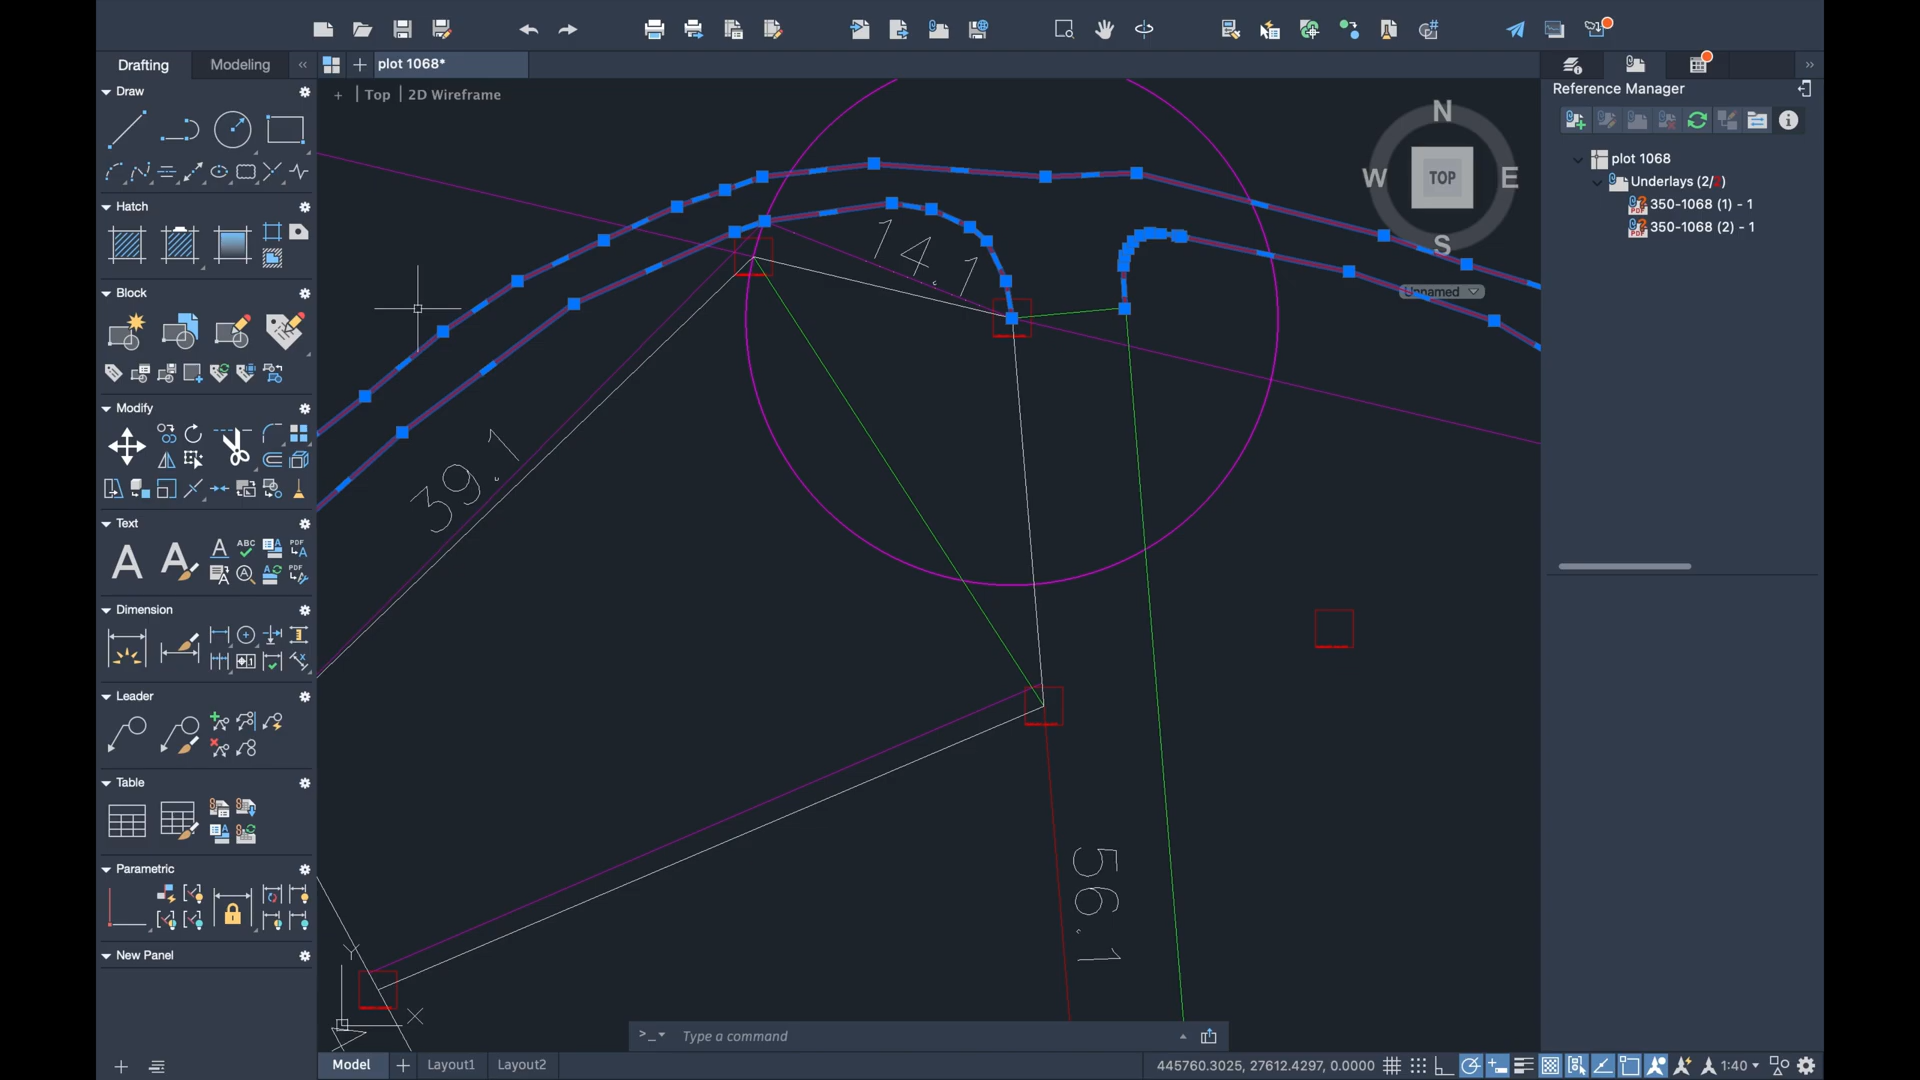 Drafting
Modeling
plot 1068*
+ | Top | 2D Wireframe
Draw
Hatch
Block
Modify
Text
Dimension
Leader
Table
Parametric
New Panel
N
W
TOP
E
S
Unnamed
14.1
39.1
56.1
Y
X
>_ Type a command
Model
Layout1
Layout2
445760.3025, 27612.4297, 0.0000
1:40
Reference Manager
plot 1068
Underlays (2/2)
350-1068 (1) - 1
350-1068 (2) - 1